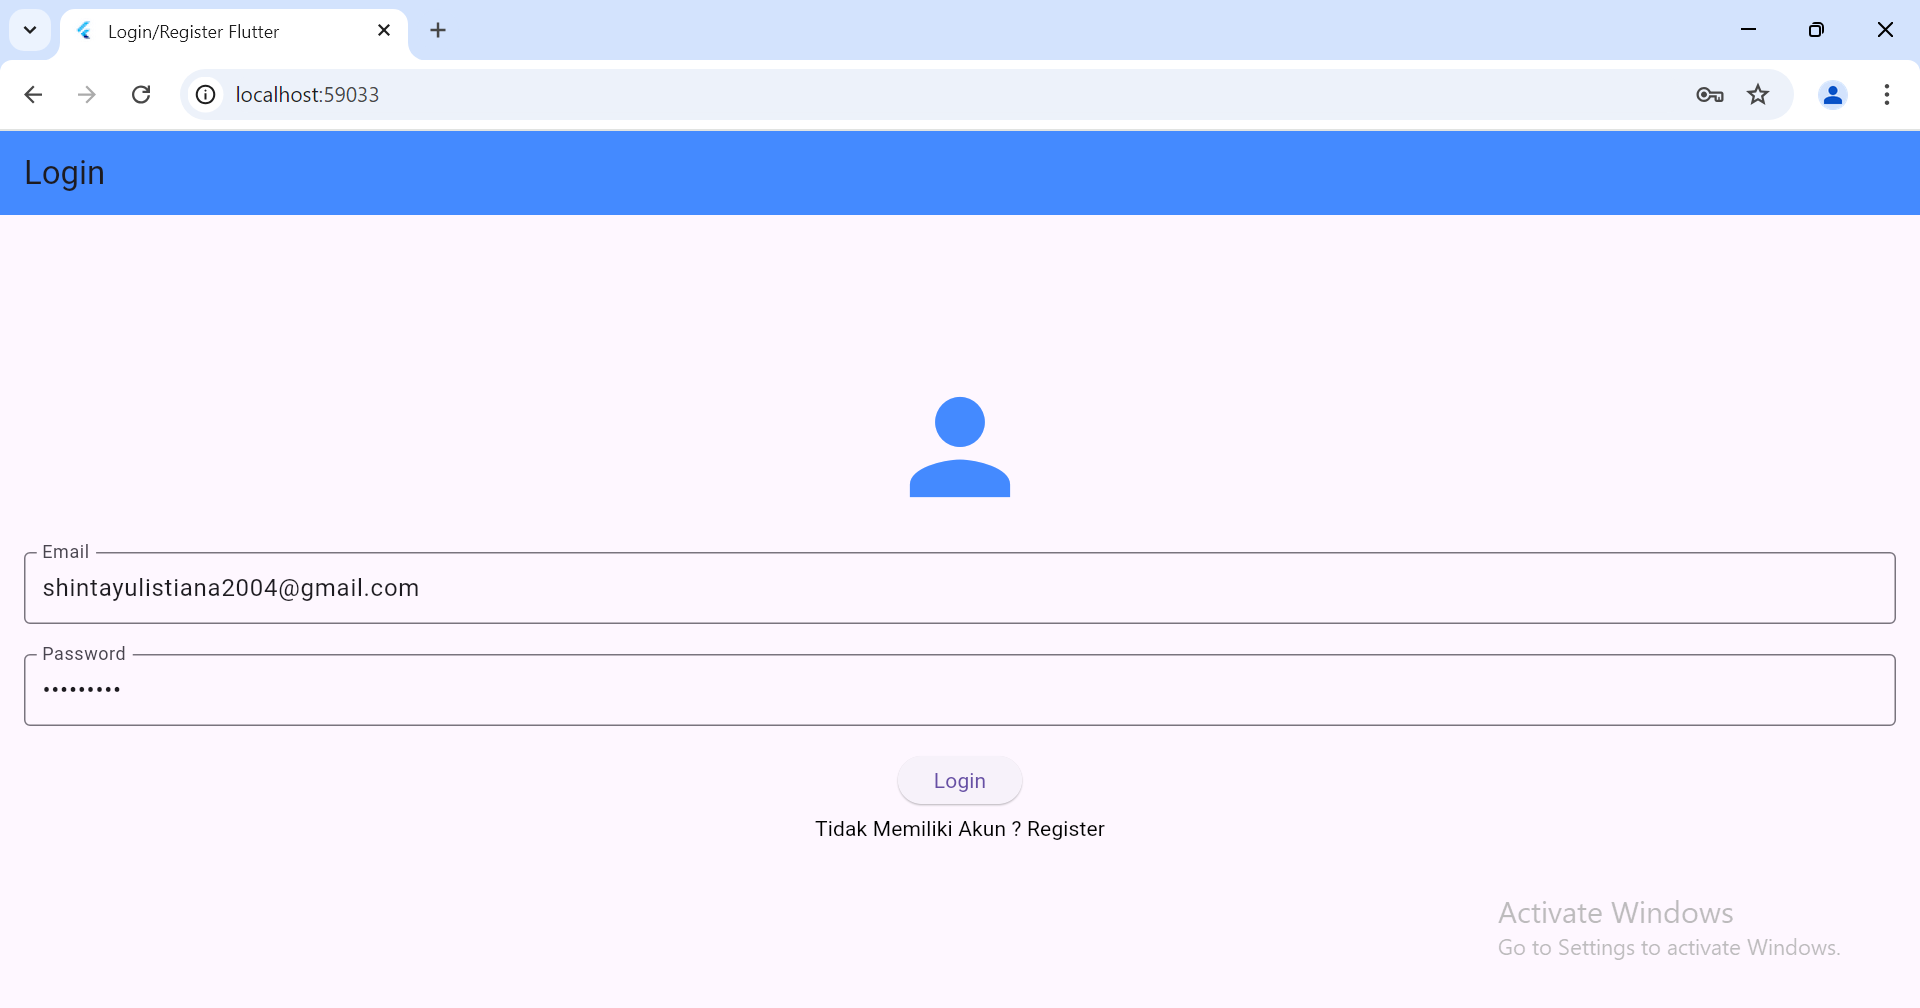 Login/Register Flutter
localhost:59033
Login
Email
shintayulistiana2004@gmail.com
Password
•••••••••
Login
Tidak Memiliki Akun ? Register
Activate Windows
Go to Settings to activate Windows.